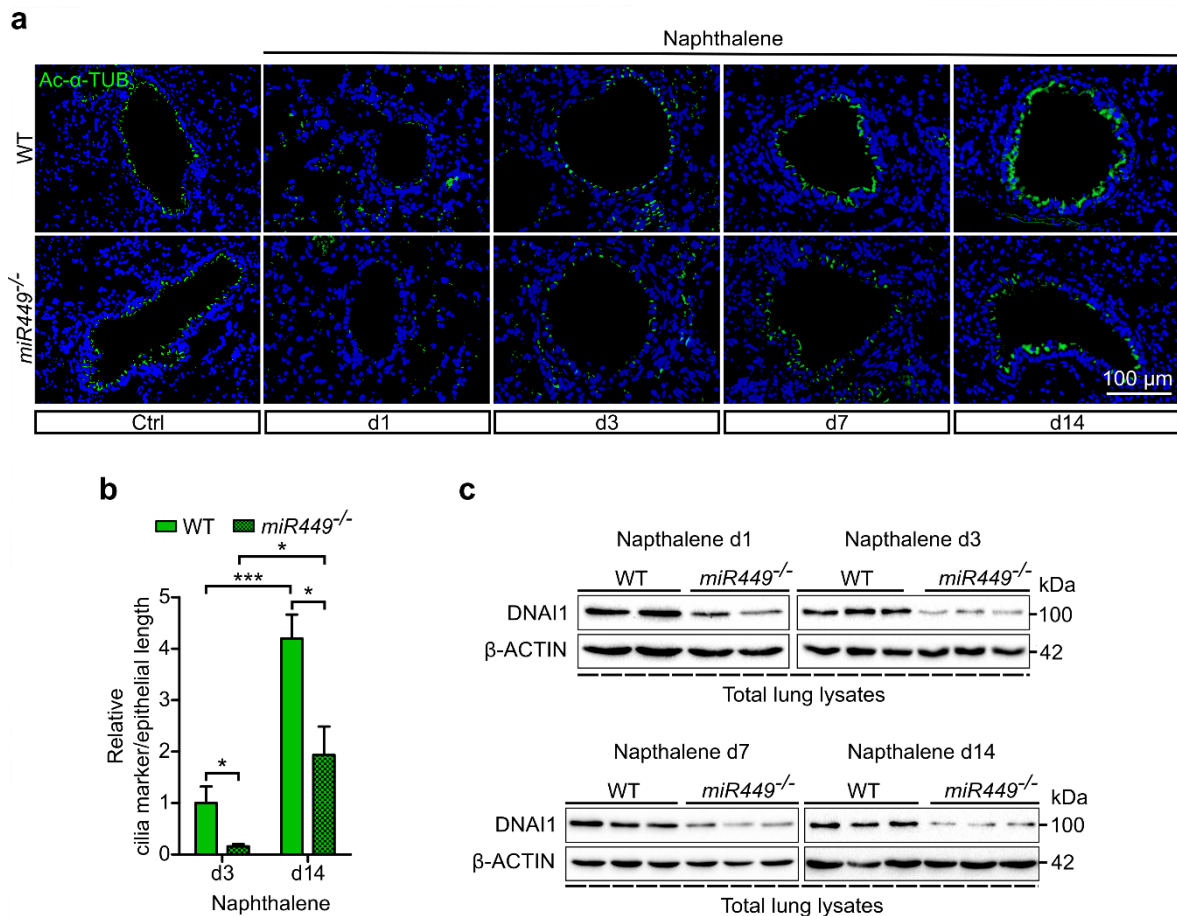 a
Naphthalene
Ac-α-TUB
WT
miR449-/-
100 µm
Ctrl
d1
d3
d7
d14
b
WT
miR449-/-
*
***
*
*
5
4
3
2
1
0
Relative
cilia marker/epithelial length
d3
d14
Naphthalene
c
Napthalene d1
Napthalene d3
WT
miR449-/-
WT
miR449-/-
kDa
DNAI1
100
β-ACTIN
42
Total lung lysates
Napthalene d7
Napthalene d14
WT
miR449-/-
WT
miR449-/-
kDa
DNAI1
100
β-ACTIN
42
Total lung lysates